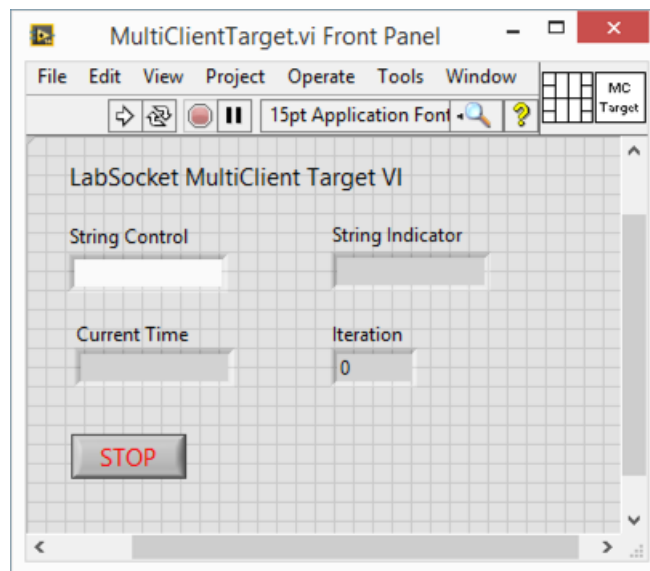 MultiClientTarget.vi Front Panel
File Edit View Project Operate Tools Window
MC
Target
15pt Application Font
?
LabSocket MultiClient Target VI
String Control
String Indicator
Current Time
Iteration
0
STOP